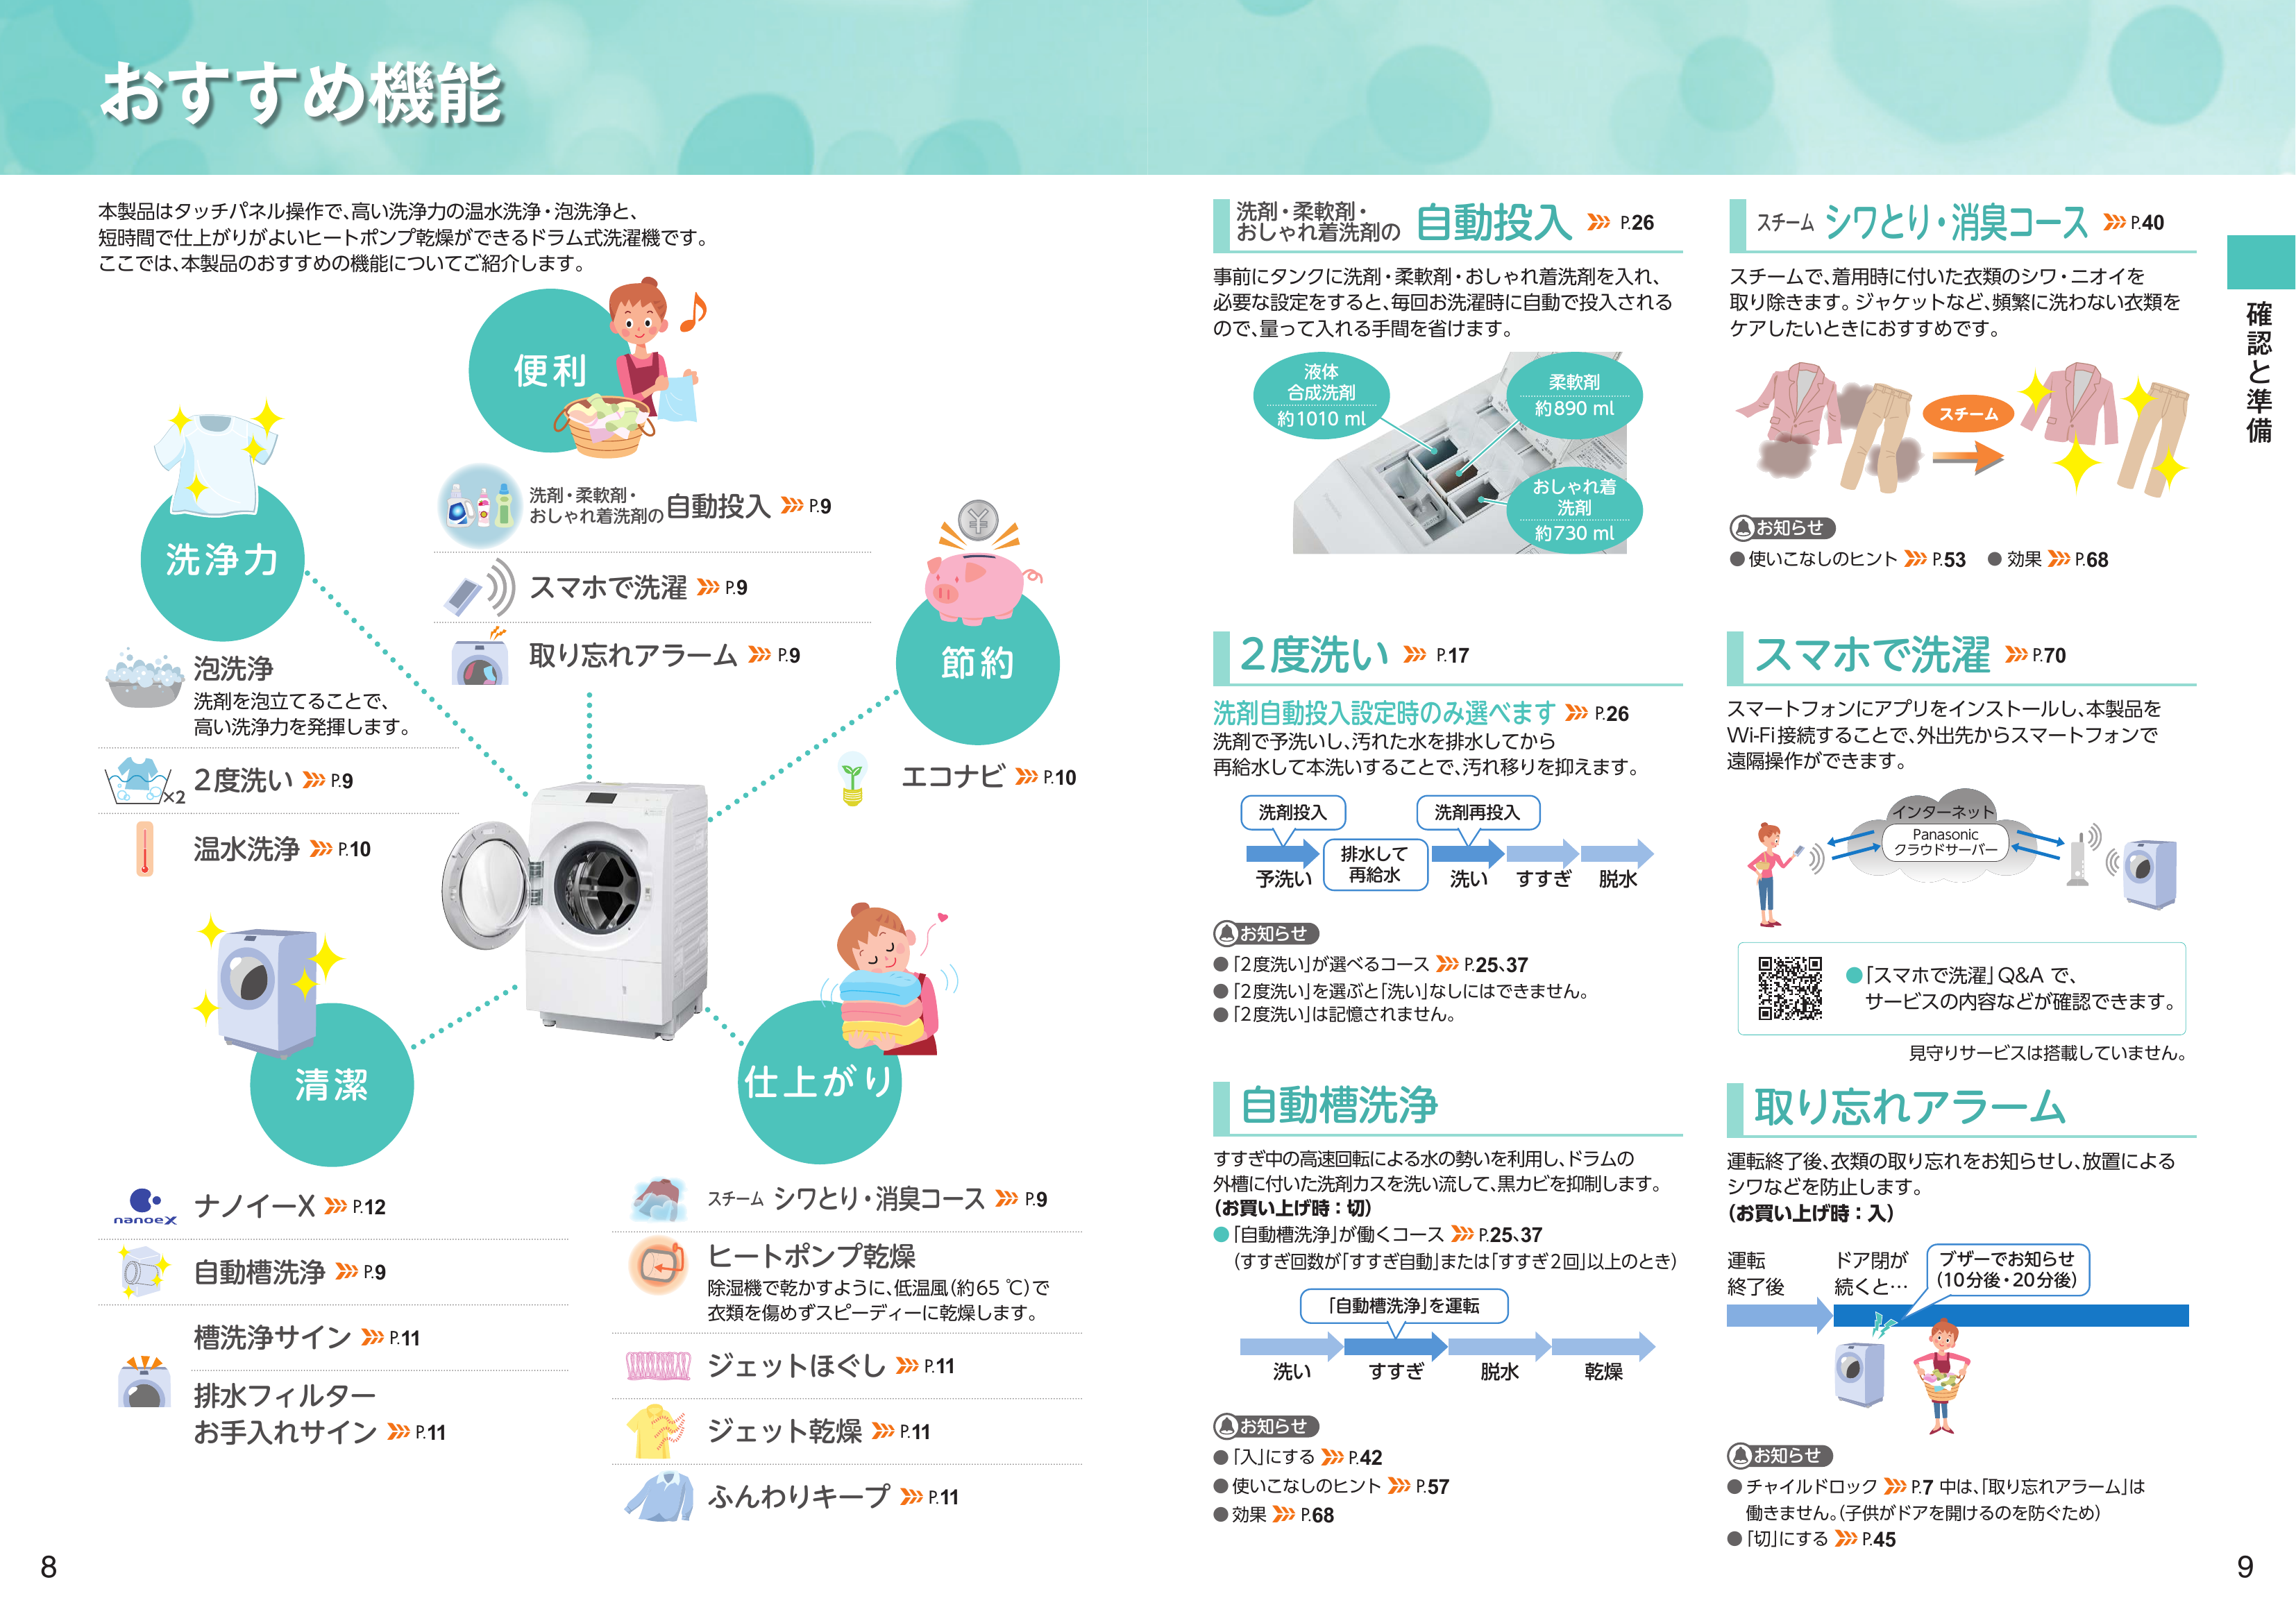 おすすめ機能
本製品はタッチパネル操作で、高い洗浄力の温水洗浄・泡洗浄と、
短時間で仕上がりがよいヒートポンプ乾燥ができるドラム式洗濯機です。
ここでは、本製品のおすすめの機能についてご紹介します。
便利
洗剤・柔軟剤・
おしゃれ着洗剤の 自動投入 P.9
スマホで洗濯 P.9
取り忘れアラーム P.9
洗浄力
泡洗浄
洗剤を泡立てることで、
高い洗浄力を発揮します。
×2
2度洗い P.9
温水洗浄 P.10
節約
エコナビ P.10
清潔
nanoeX
ナノイーX P.12
自動槽洗浄 P.9
槽洗浄サイン P.11
排水フィルター
お手入れサイン P.11
仕上がり
スチーム シワとり・消臭コース P.9
ヒートポンプ乾燥
除湿機で乾かすように、低温風(約65 ℃)で
衣類を傷めずスピーディーに乾燥します。
ジェットほぐし P.11
ジェット乾燥 P.11
ふんわりキープ P.11
8
洗剤・柔軟剤・
おしゃれ着洗剤の 自動投入 P.26
事前にタンクに洗剤・柔軟剤・おしゃれ着洗剤を入れ、
必要な設定をすると、毎回お洗濯時に自動で投入される
ので、量って入れる手間を省けます。
液体
合成洗剤
約1010 ml
柔軟剤
約890 ml
おしゃれ着
洗剤
約730 ml
2度洗い P.17
洗剤自動投入設定時のみ選べます P.26
洗剤で予洗いし、汚れた水を排水してから
再給水して本洗いすることで、汚れ移りを抑えます。
洗剤投入
洗剤再投入
排水して
再給水
予洗い
洗い
すすぎ
脱水
お知らせ
●「2度洗い」が選べるコース P.25、37
●「2度洗い」を選ぶと「洗い」なしにはできません。
●「2度洗い」は記憶されません。
自動槽洗浄
すすぎ中の高速回転による水の勢いを利用し、ドラムの
外槽に付いた洗剤カスを洗い流して、黒カビを抑制します。
(お買い上げ時：切)
●「自動槽洗浄」が働くコース P.25、37
(すすぎ回数が「すすぎ自動」または「すすぎ2回」以上のとき)
「自動槽洗浄」を運転
洗い
すすぎ
脱水
乾燥
お知らせ
●「入」にする P.42
●使いこなしのヒント P.57
●効果 P.68
スチーム シワとり・消臭コース P.40
スチームで、着用時に付いた衣類のシワ・ニオイを
取り除きます。ジャケットなど、頻繁に洗わない衣類を
ケアしたいときにおすすめです。
スチーム
お知らせ
●使いこなしのヒント P.53 ●効果 P.68
スマホで洗濯 P.70
スマートフォンにアプリをインストールし、本製品を
Wi-Fi接続することで、外出先からスマートフォンで
遠隔操作ができます。
インターネット
Panasonic
クラウドサーバー
●「スマホで洗濯」Q&A で、
サービスの内容などが確認できます。
見守りサービスは搭載していません。
取り忘れアラーム
運転終了後、衣類の取り忘れをお知らせし、放置による
シワなどを防止します。
(お買い上げ時：入)
運転
終了後
ドア閉が
続くと…
ブザーでお知らせ
(10分後・20分後)
お知らせ
●チャイルドロック P.7 中は、「取り忘れアラーム」は
働きません。(子供がドアを開けるのを防ぐため)
●「切」にする P.45
確認と準備
9